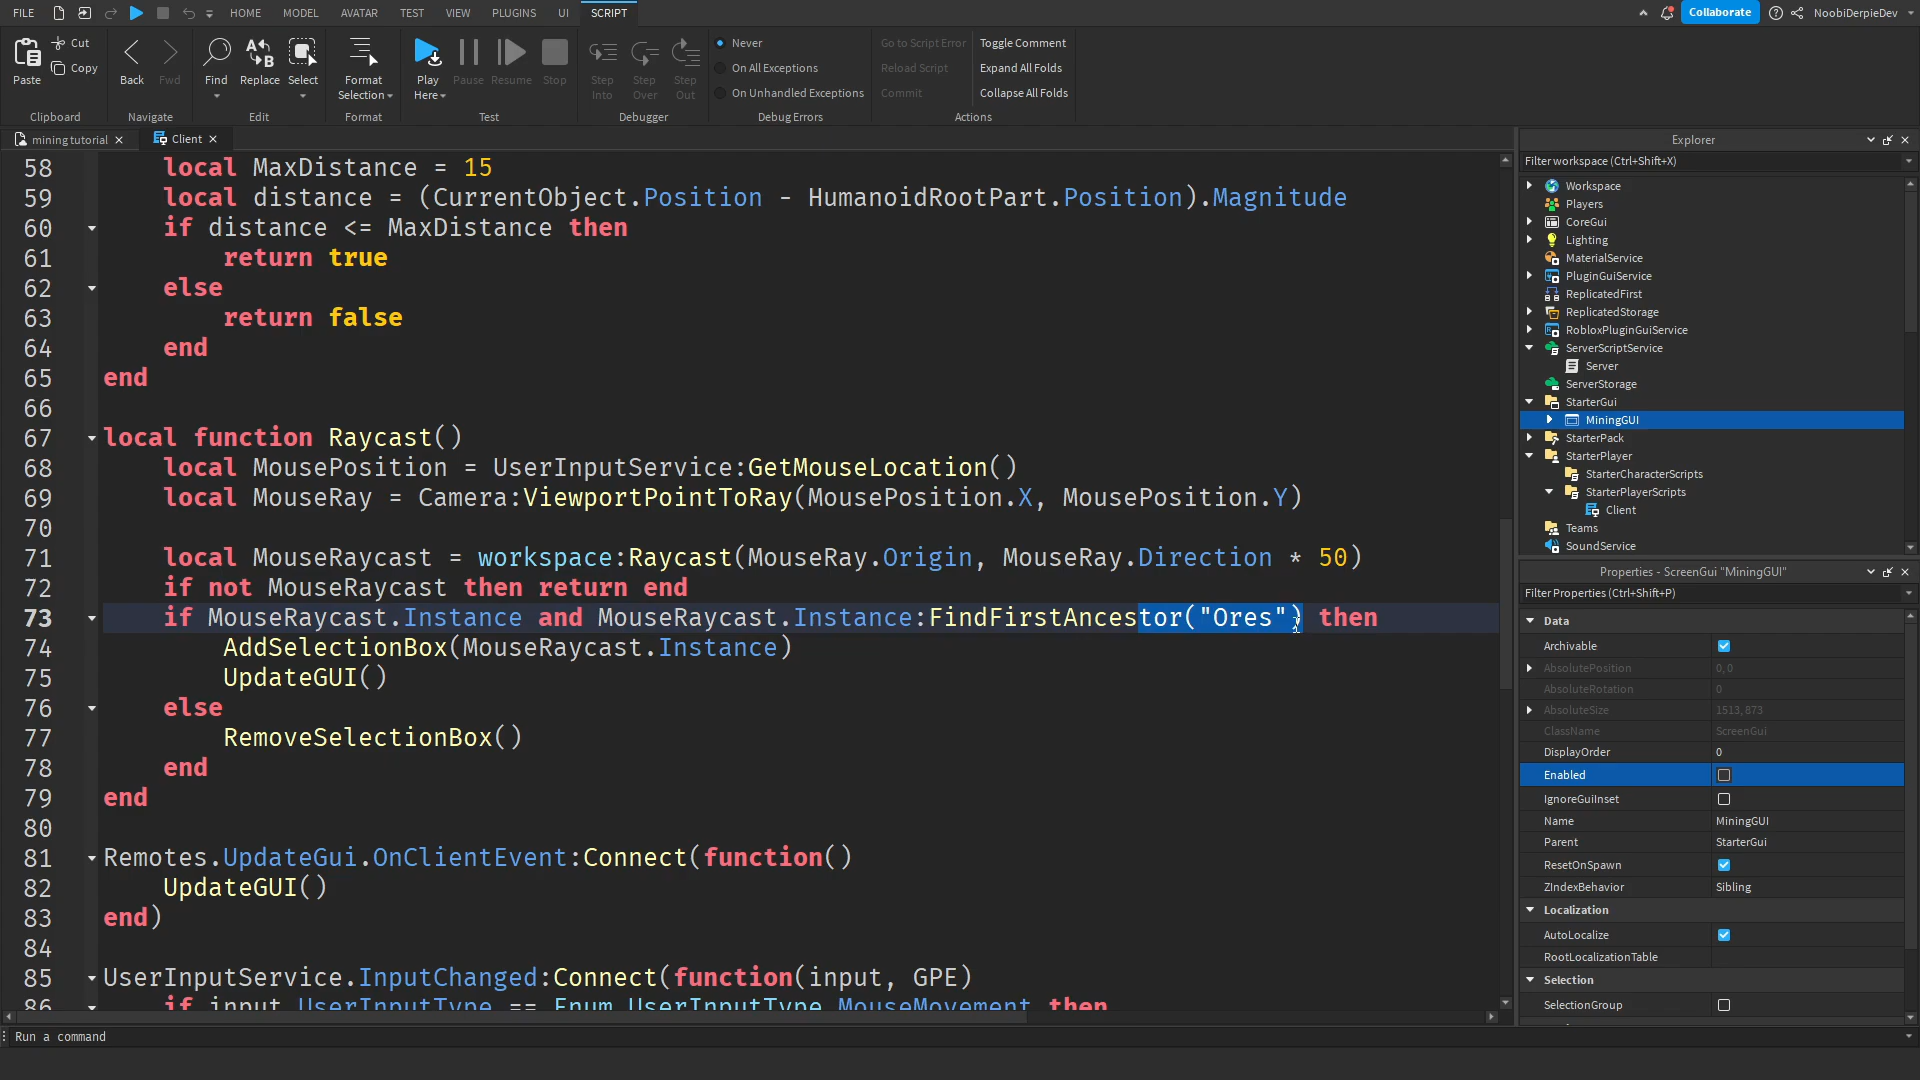 FILE HOME MODEL AVATAR TEST VIEW PLUGINS UI SCRIPT Collaborate NoobiDerpieDev
Paste Cut Copy Back Fwd Find Replace Select Format Selection Play Here Pause Resume Stop Step Into Step Over Step Out
Never Go to Script Error Toggle Comment
On All Exceptions Reload Script Expand All Folds
On Unhandled Exceptions Commit Collapse All Folds
Clipboard Navigate Edit Format Test Debugger Debug Errors Actions
mining tutorial Client
58 local MaxDistance = 15
59 local distance = (CurrentObject.Position - HumanoidRootPart.Position).Magnitude
60 if distance <= MaxDistance then
61 return true
62 else
63 return false
64 end
65 end
66
67 local function Raycast()
68 local MousePosition = UserInputService:GetMouseLocation()
69 local MouseRay = Camera:ViewportPointToRay(MousePosition.X, MousePosition.Y)
70
71 local MouseRaycast = workspace:Raycast(MouseRay.Origin, MouseRay.Direction * 50)
72 if not MouseRaycast then return end
73 if MouseRaycast.Instance and MouseRaycast.Instance:FindFirstAncestor("Ores") then
74 AddSelectionBox(MouseRaycast.Instance)
75 UpdateGUI()
76 else
77 RemoveSelectionBox()
78 end
79 end
80
81 Remotes.UpdateGui.OnClientEvent:Connect(function()
82 UpdateGUI()
83 end)
84
85 UserInputService.InputChanged:Connect(function(input, GPE)
86 if input.UserInputType == Enum.UserInputType.MouseMovement then
Run a command
Explorer
Filter workspace (Ctrl+Shift+X)
Workspace
Players
CoreGui
Lighting
MaterialService
PluginGuiService
ReplicatedFirst
ReplicatedStorage
RobloxPluginGuiService
ServerScriptService
Server
ServerStorage
StarterGui
MiningGUI
StarterPack
StarterPlayer
StarterCharacterScripts
StarterPlayerScripts
Client
Teams
SoundService
Properties - ScreenGui "MiningGUI"
Filter Properties (Ctrl+Shift+P)
Data
Archivable
AbsolutePosition 0, 0
AbsoluteRotation 0
AbsoluteSize 1513, 873
ClassName ScreenGui
DisplayOrder 0
Enabled
IgnoreGuiInset
Name MiningGUI
Parent StarterGui
ResetOnSpawn
ZIndexBehavior Sibling
Localization
AutoLocalize
RootLocalizationTable
Selection
SelectionGroup